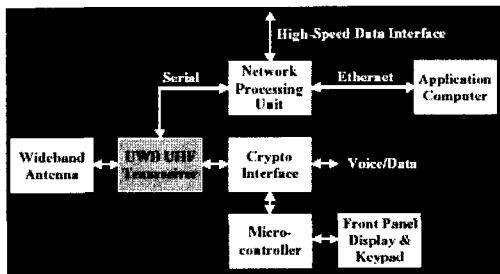 High-Speed Data Interface
Serial
Network
Processing
Unit
Ethernet
Application
Computer
Wideband
Antenna
UWB UHF
Transceiver
Crypto
Interface
Voice/Data
Micro-
controller
Front Panel
Display &
Keypad